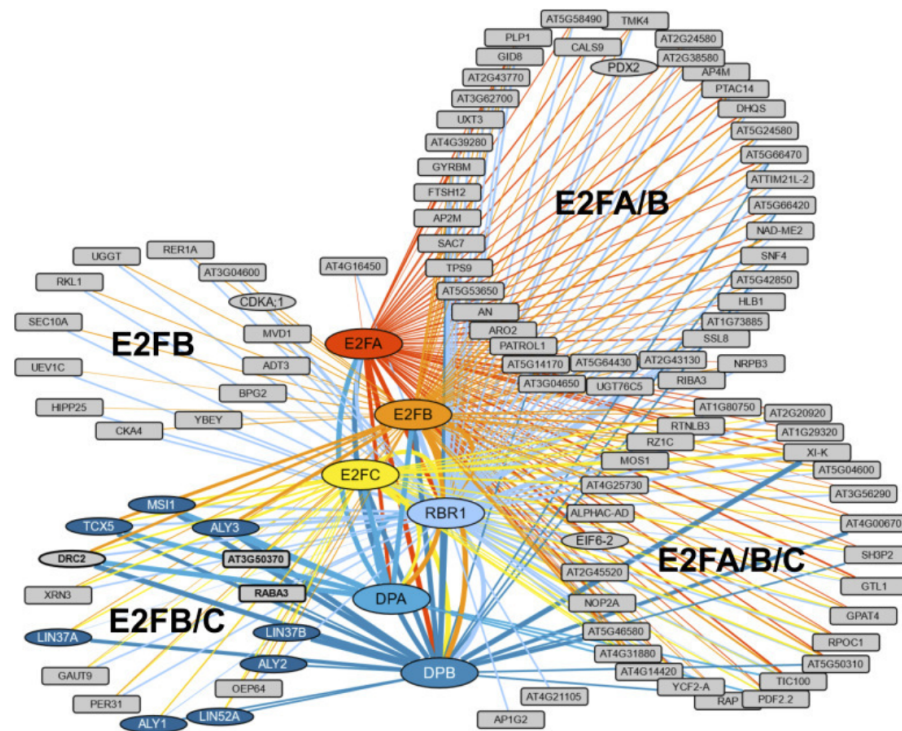 AT5G58490
TMK4
PLP1
CALS9
AT2G24580
GID8
AT2G38580
PDX2
AP4M
AT2G43770
PTAC14
AT3G62700
DHQS
UXT3
AT5G24580
AT4G39280
AT5G66470
GYRBM
ATTIM21L-2
FTSH12
E2FA/B
AT5G66420
AP2M
NAD-ME2
SAC7
SNF4
RER1A
UGGT
AT4G16450
TPS9
AT3G04600
RKL1
AT5G42850
AT5G53650
CDKA;1
HLB1
AN
SEC10A
AT1G73885
MVD1
ARO2
SSL8
E2FB
E2FA
PATROL1
AT5G14170
AT5G64430
AT2G43130
NRPB3
UEV1C
ADT3
AT3G04650
UGT76C5
RIBA3
BPG2
HIPP25
AT1G80750
AT2G20920
E2FB
YBEY
RTNLB3
CKA4
AT1G29320
RZ1C
XI-K
MOS1
E2FC
AT5G04600
AT4G25730
AT3G56290
MSI1
RBR1
ALPHAC-AD
TCX5
ALY3
AT4G00670
EIF6-2
DRC2
AT3G50370
E2FA/B/C
SH3P2
AT2G45520
XRN3
RABA3
GTL1
DPA
NOP2A
E2FB/C
GPAT4
LIN37A
LIN37B
AT5G46580
RPOC1
AT4G31880
ALY2
AT5G50310
GAUT9
DPB
AT4G14420
TIC100
OEP64
YCF2-A
PER31
AT4G21105
RAP
PDF2.2
ALY1
LIN52A
AP1G2